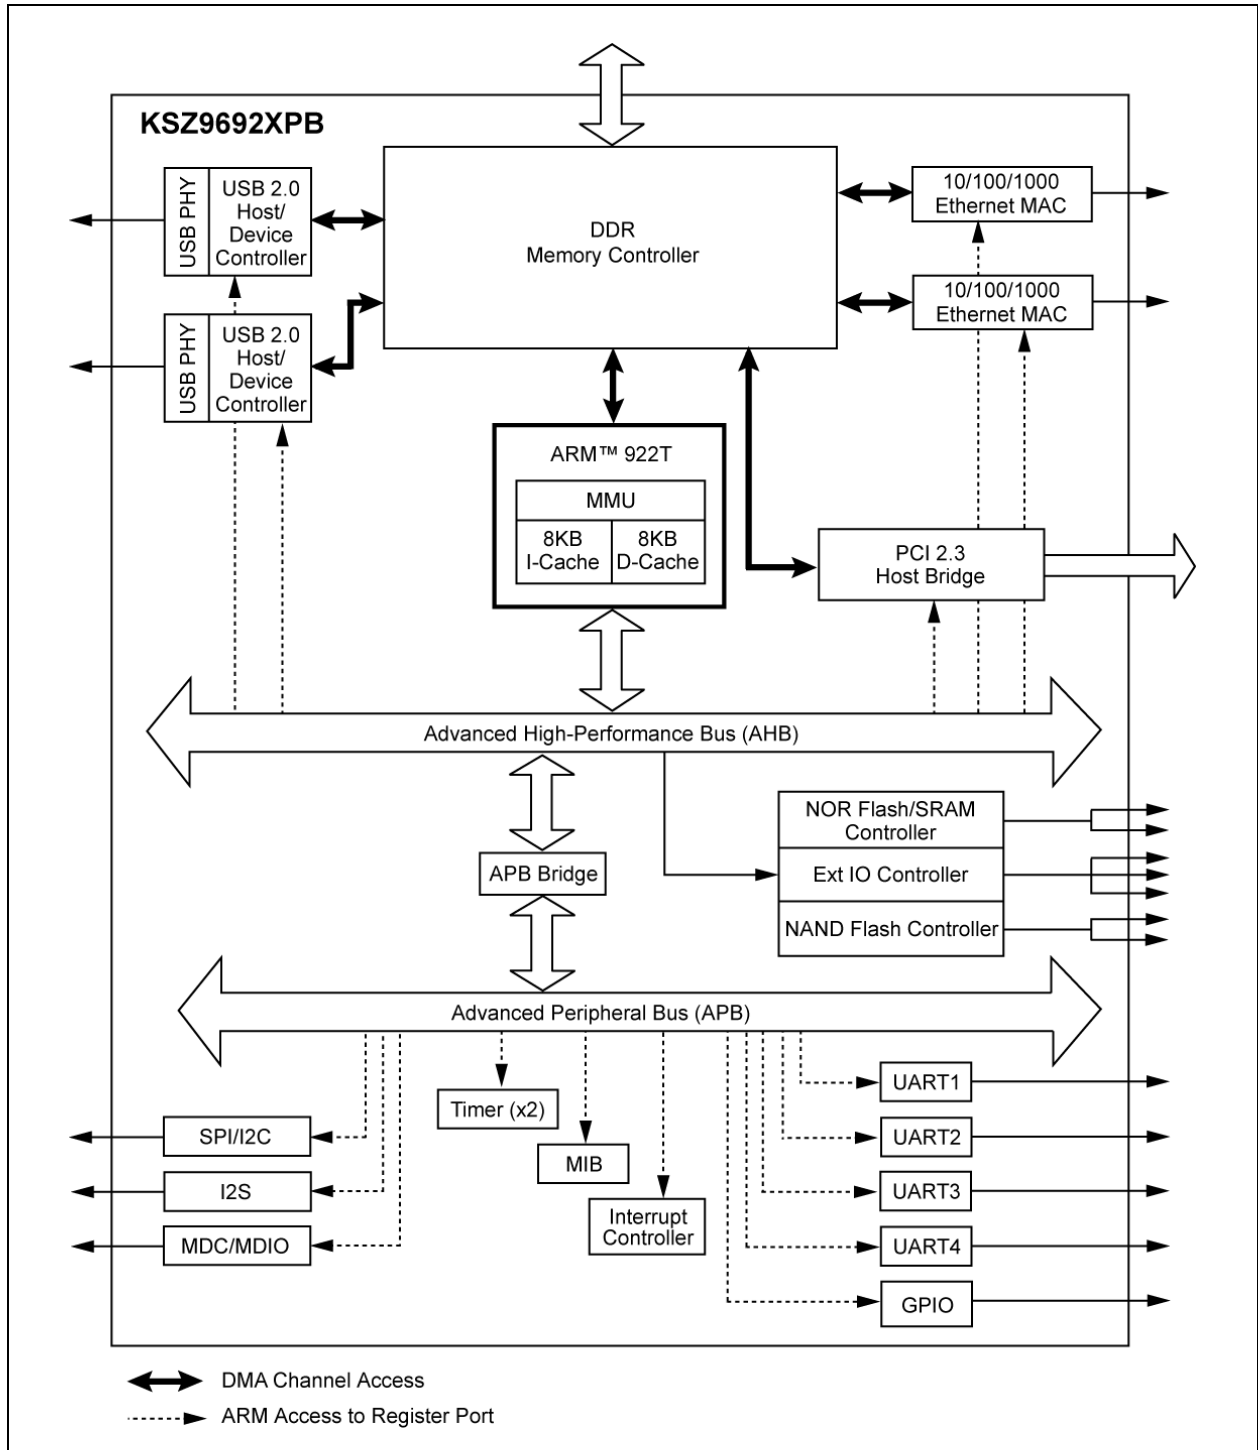 KSZ9692XPB
USB PHY
USB 2.0
Host/
Device
Controller
DDR
Memory Controller
10/100/1000
Ethernet MAC
USB PHY
USB 2.0
Host/
Device
Controller
10/100/1000
Ethernet MAC
ARM™ 922T
MMU
8KB
I-Cache
8KB
D-Cache
PCI 2.3
Host Bridge
Advanced High-Performance Bus (AHB)
NOR Flash/SRAM
Controller
APB Bridge
Ext IO Controller
NAND Flash Controller
Advanced Peripheral Bus (APB)
SPI/I2C
I2S
MDC/MDIO
Timer (x2)
MIB
Interrupt
Controller
UART1
UART2
UART3
UART4
GPIO
DMA Channel Access
ARM Access to Register Port